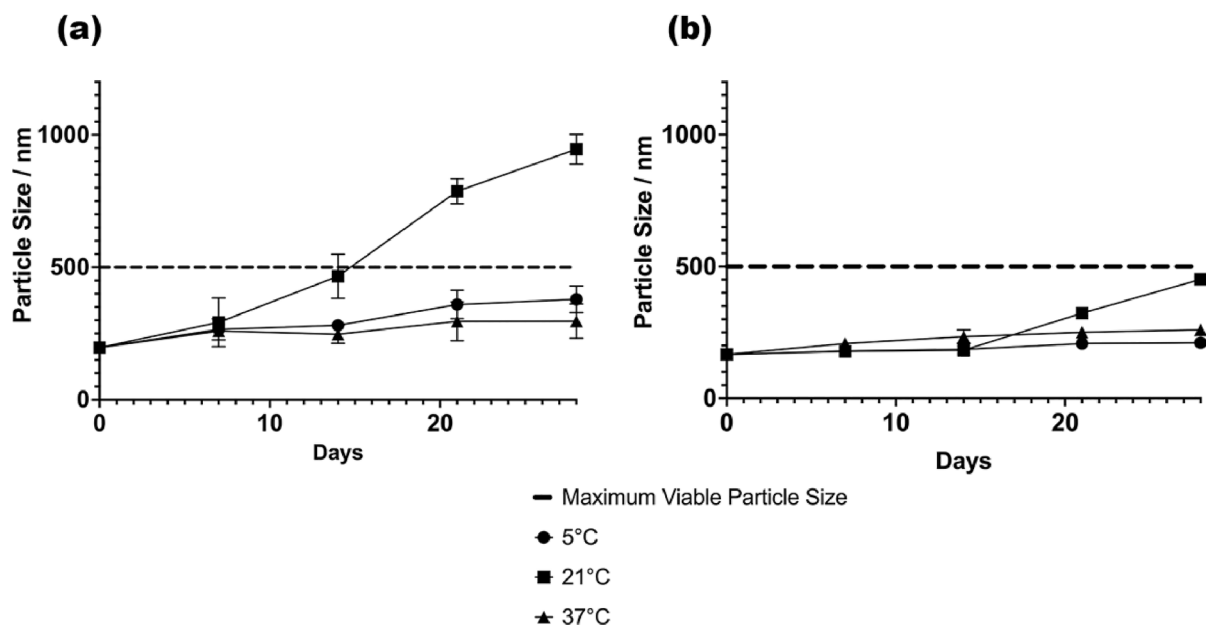 (a)
Particle Size / nm
1000
500
0
0
10
20
Days
(b)
Particle Size / nm
1000
500
0
0
10
20
Days
Maximum Viable Particle Size
5°C
21°C
37°C